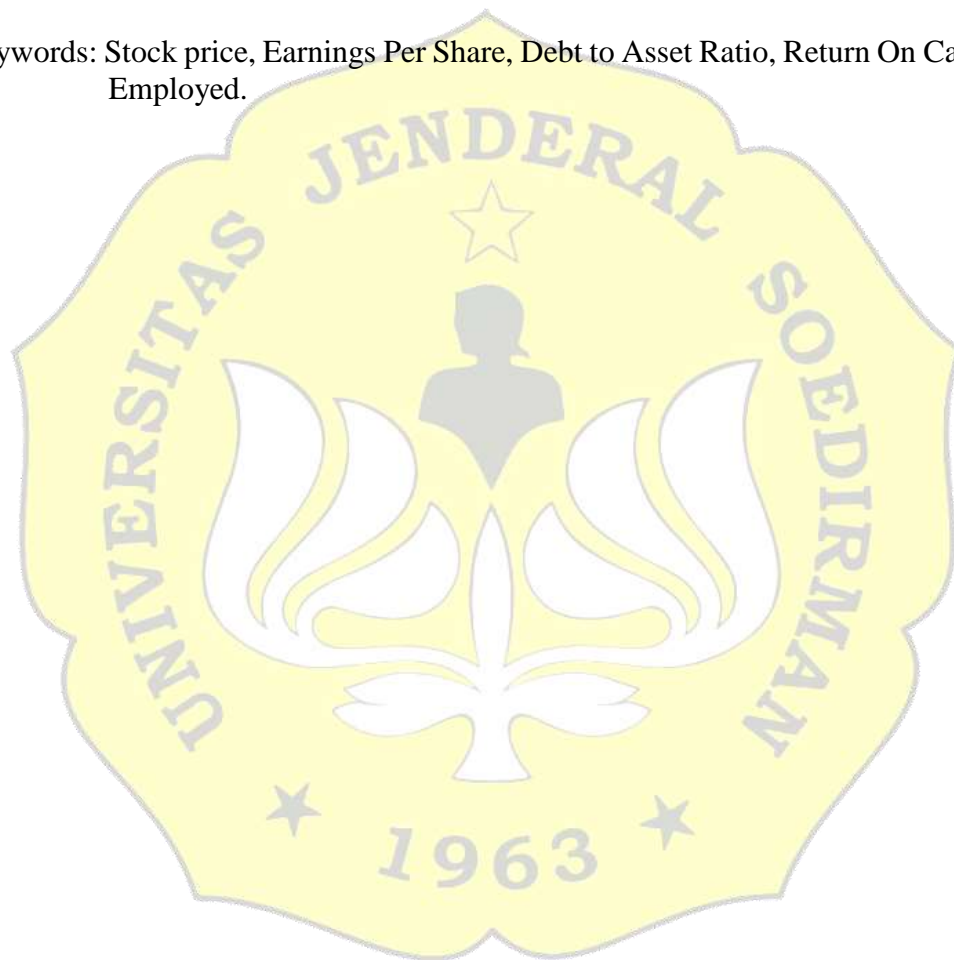 ywords: Stock price, Earnings Per Share, Debt to Asset Ratio, Return On Ca
Employed.
UNIVERSITAS JENDERAL SOEDIRMAN
1963